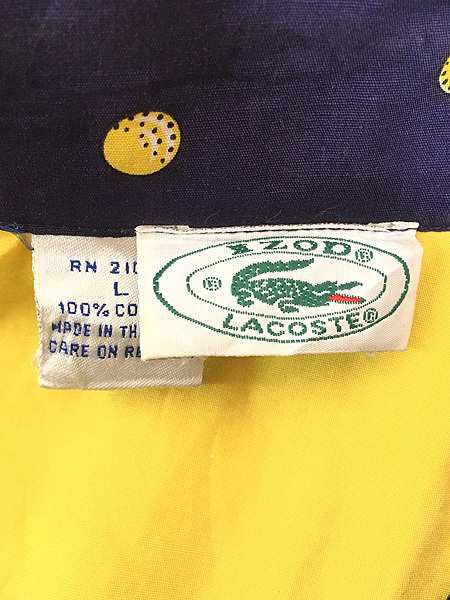 IZOD®
®
LACOSTE®
RN 210
L
100% CO
MADE IN TH
CARE ON RE